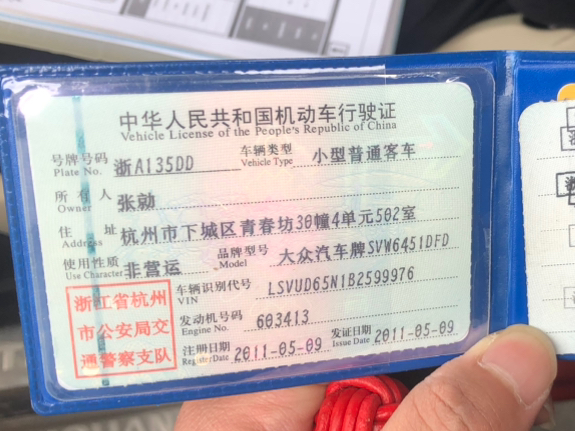 中华人民共和国机动车行驶证
Vehicle License of the People's Republic of China
号牌号码 Plate No. 浙A135DD 车辆类型 Vehicle Type 小型普通客车
所有人 Owner 张勍
住址 Address 杭州市下城区青春坊30幢4单元502室
使用性质 Use Character 非营运 品牌型号 Model 大众汽车牌SVW6451DFD
车辆识别代号 VIN LSVUD65N1B2599976
发动机号码 Engine No. 603413
注册日期 Register Date 2011-05-09 发证日期 Issue Date 2011-05-09
浙江省杭州
市公安局交
通警察支队